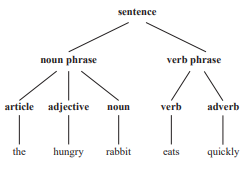 sentence
noun phrase verb phrase
article adjective noun verb adverb
the hungry rabbit eats quickly